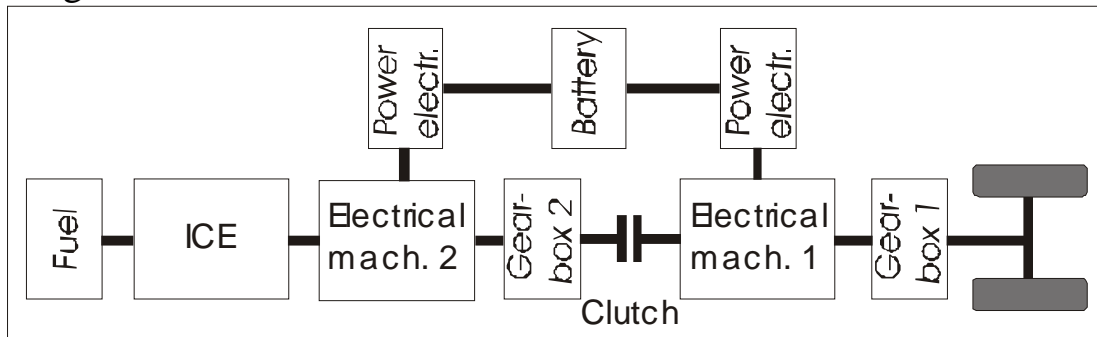 Power
electr.
Battery
Power
electr.
Fuel
ICE
Electrical
mach. 2
Gear-
box 2
Electrical
mach. 1
Gear-
box 1
Clutch